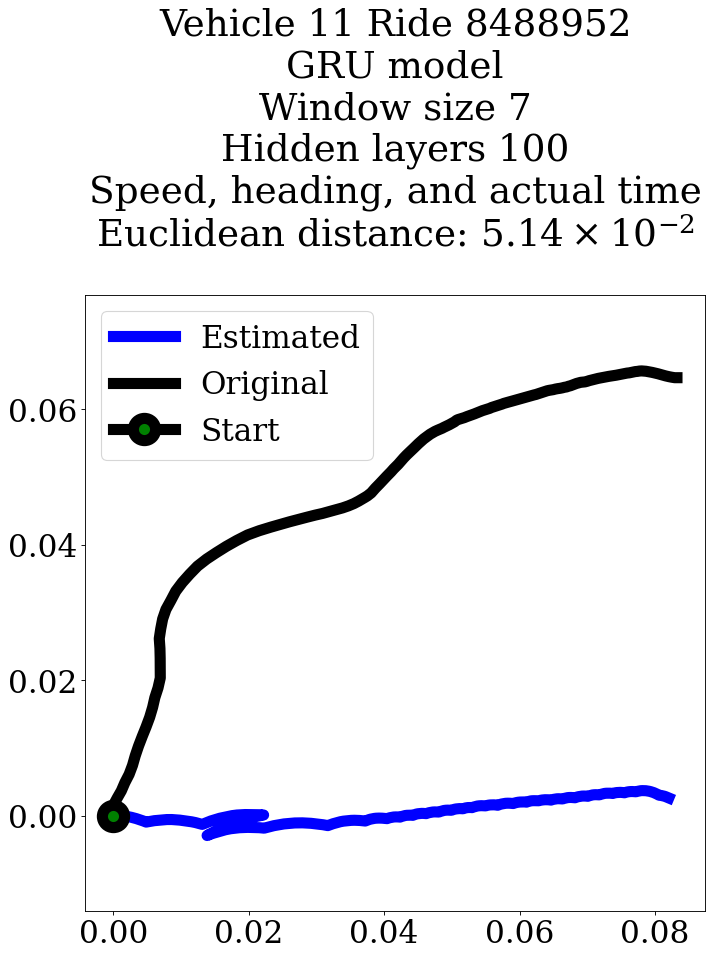 Vehicle 11 Ride 8488952
GRU model
Window size 7
Hidden layers 100
Speed, heading, and actual time
Euclidean distance: 5.14 × 10⁻²
Estimated
Original
Start
0.06
0.04
0.02
0.00
0.00 0.02 0.04 0.06 0.08